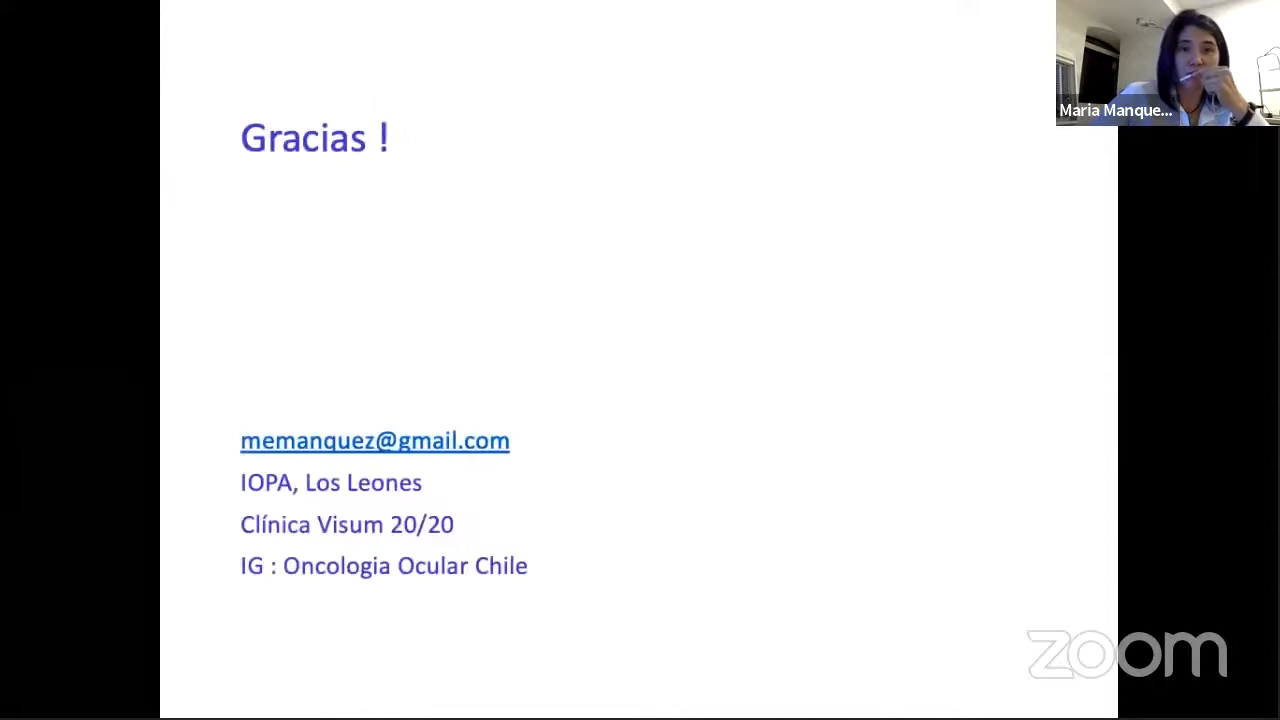 Gracias !
Maria Manque...
memanquez@gmail.com
IOPA, Los Leones
Clínica Visum 20/20
IG : Oncologia Ocular Chile
zoom